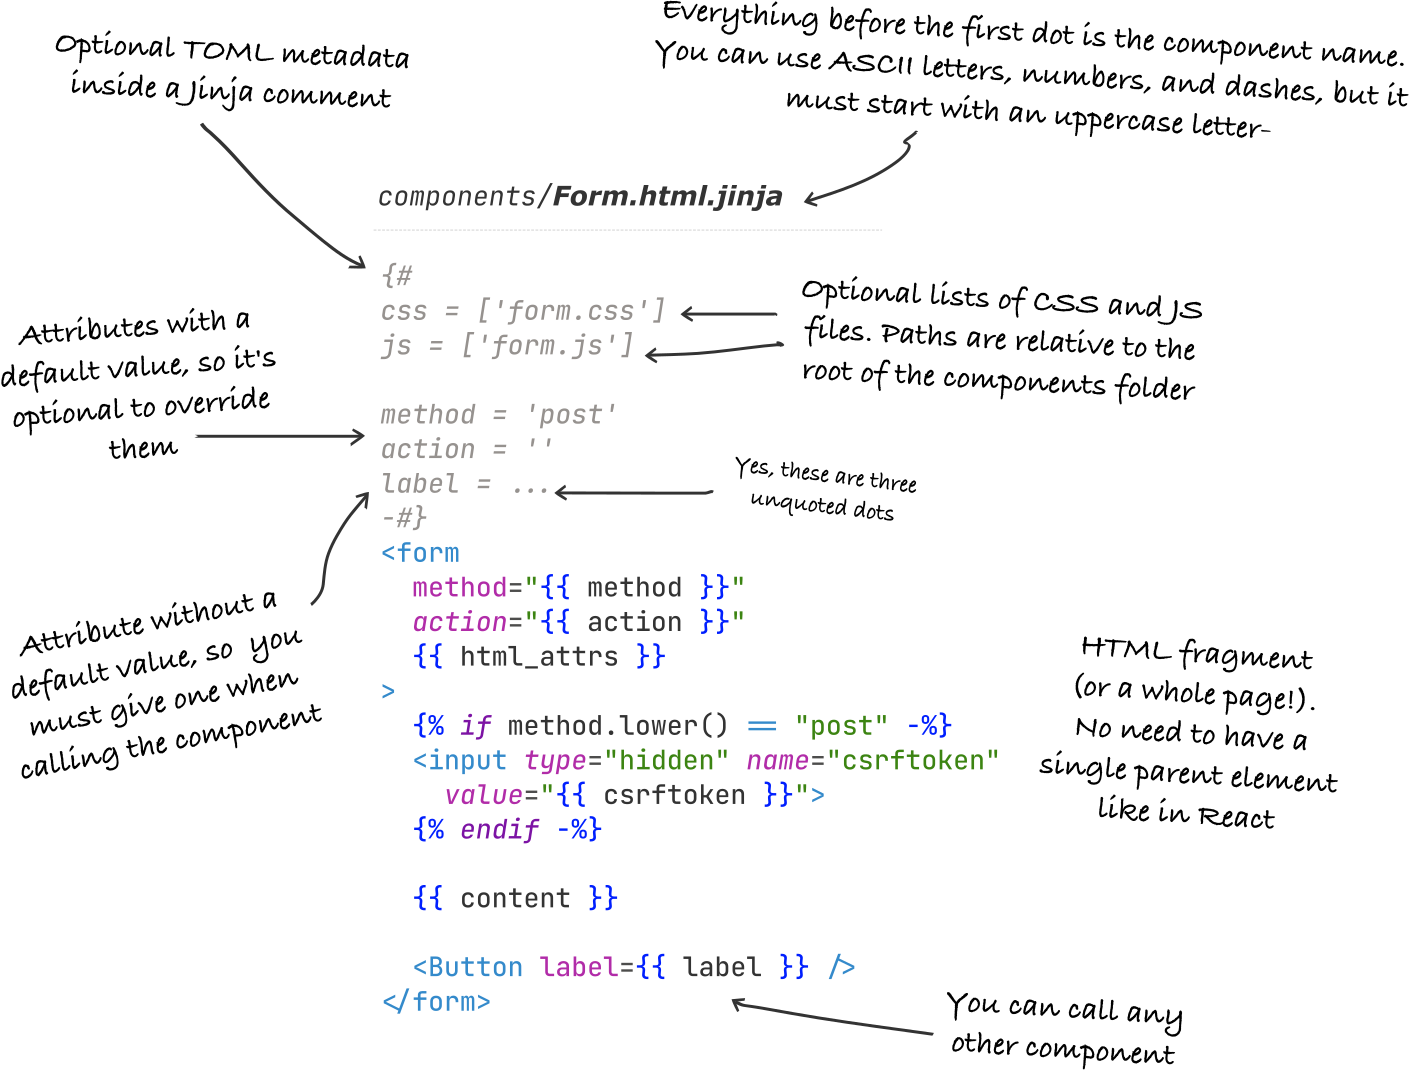 Everything before the first dot is the component name.
You can use ASCII letters, numbers, and dashes, but it
must start with an uppercase letter-
Optional TOML metadata
inside a Jinja comment
components/Form.html.jinja
{#
css = ['form.css']
js = ['form.js']
Optional lists of CSS and JS
files. Paths are relative to the
root of the components folder
Attributes with a
default value, so it's
optional to override
them
method = 'post'
action = ''
label = ...
-#}
Yes, these are three
unquoted dots
Attribute without a
default value, so you
must give one when
calling the component
<form
method="{{ method }}"
action="{{ action }}"
{{ html_attrs }}
>
{% if method.lower() == "post" -%}
<input type="hidden" name="csrftoken"
value="{{ csrftoken }}">
{% endif -%}
HTML fragment
(or a whole page!).
No need to have a
single parent element
like in React
{{ content }}
<Button label={{ label }} />
</form>
You can call any
other component